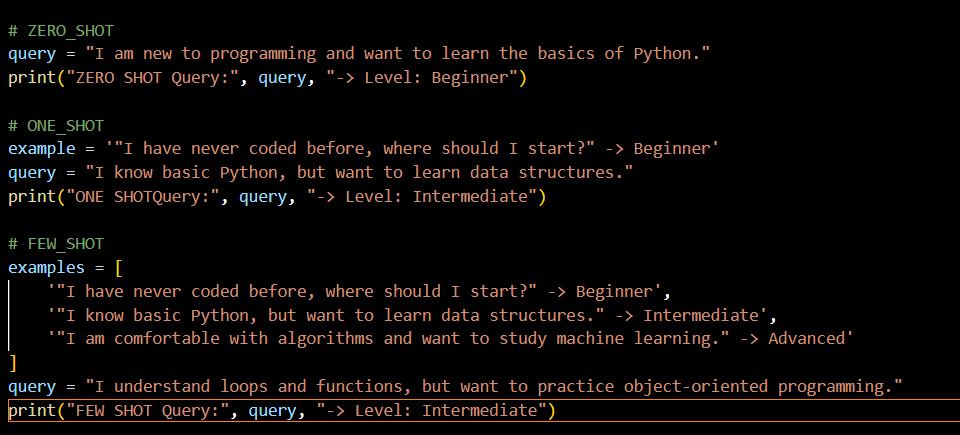 # ZERO_SHOT
query = "I am new to programming and want to learn the basics of Python."
print("ZERO SHOT Query:", query, "-> Level: Beginner")
# ONE_SHOT
example = '"I have never coded before, where should I start?" -> Beginner'
query = "I know basic Python, but want to learn data structures."
print("ONE SHOTQuery:", query, "-> Level: Intermediate")
# FEW_SHOT
examples = [
    '"I have never coded before, where should I start?" -> Beginner',
    '"I know basic Python, but want to learn data structures." -> Intermediate',
    '"I am comfortable with algorithms and want to study machine learning." -> Advanced'
]
query = "I understand loops and functions, but want to practice object-oriented programming."
print("FEW SHOT Query:", query, "-> Level: Intermediate")